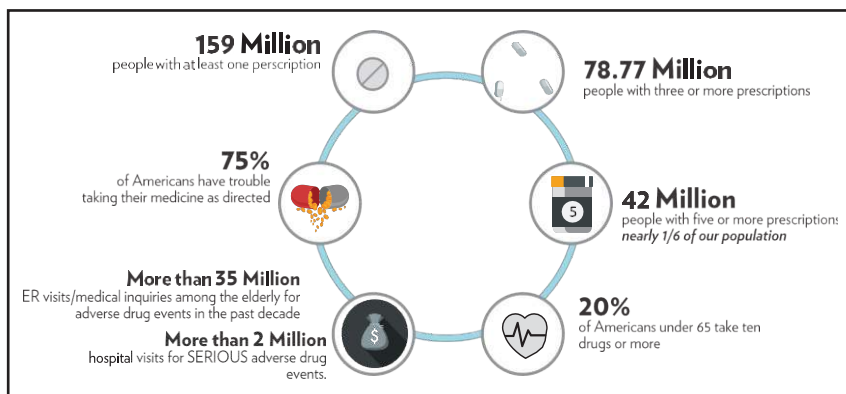 159 Million
people with at least one perscription
78.77 Million
people with three or more prescriptions
75%
of Americans have trouble
taking their medicine as directed
5
42 Million
people with five or more prescriptions
nearly 1/6 of our population
More than 35 Million
ER visits/medical inquiries among the elderly for
adverse drug events in the past decade
More than 2 Million
hospital visits for SERIOUS adverse drug
events.
$
20%
of Americans under 65 take ten
drugs or more